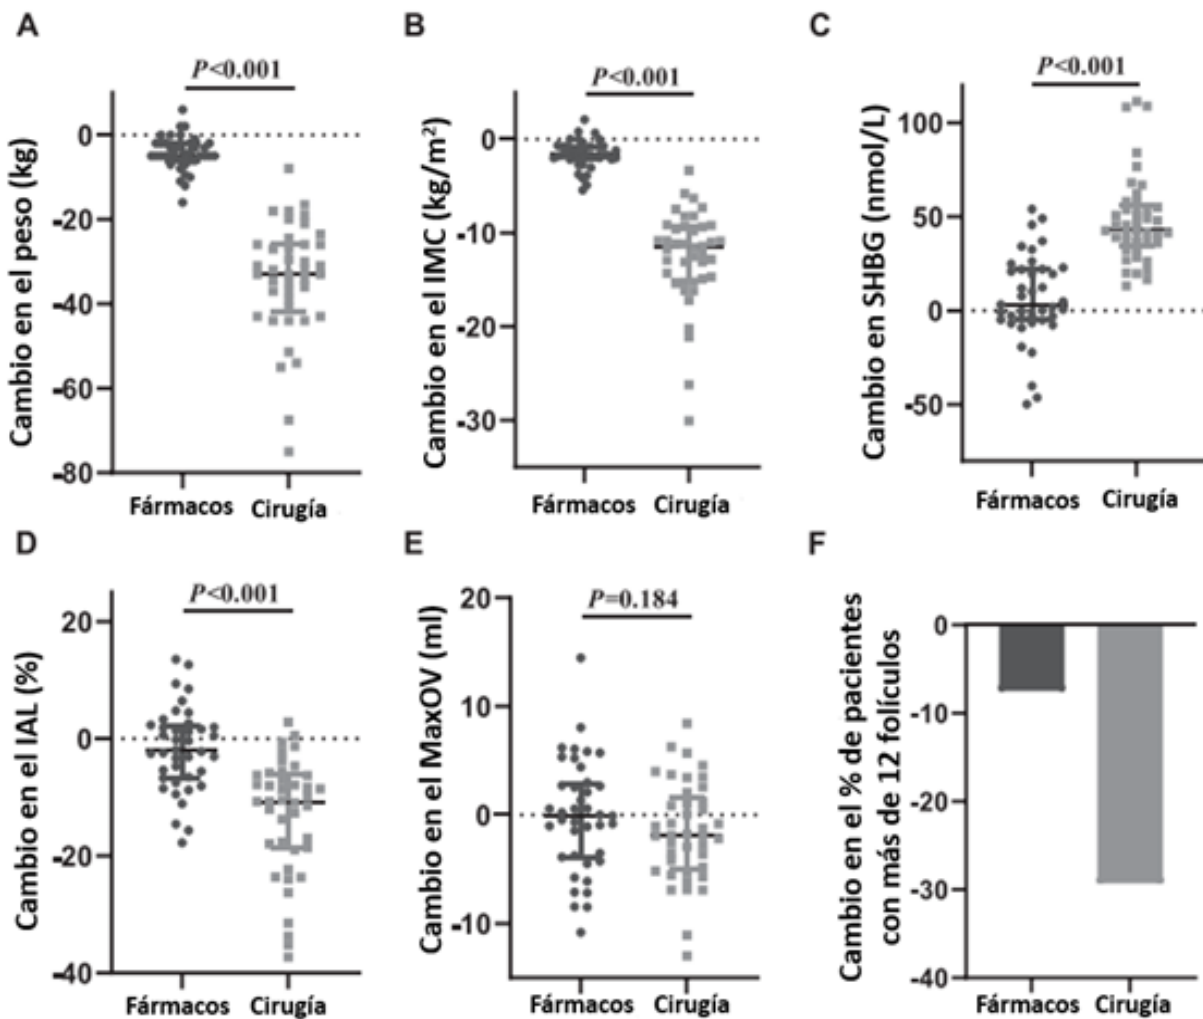 A
P<0.001
Cambio en el peso (kg)
0
-20
-40
-60
-80
Fármacos
Cirugía
B
P<0.001
Cambio en el IMC (kg/m²)
0
-10
-20
-30
Fármacos
Cirugía
C
P<0.001
Cambio en SHBG (nmol/L)
100
50
0
-50
Fármacos
Cirugía
D
P<0.001
Cambio en el IAL (%)
20
0
-20
-40
Fármacos
Cirugía
E
P=0.184
Cambio en el MaxOV (ml)
20
10
0
-10
Fármacos
Cirugía
F
Cambio en el % de pacientes
con más de 12 folículos
0
-10
-20
-30
-40
Fármacos
Cirugía